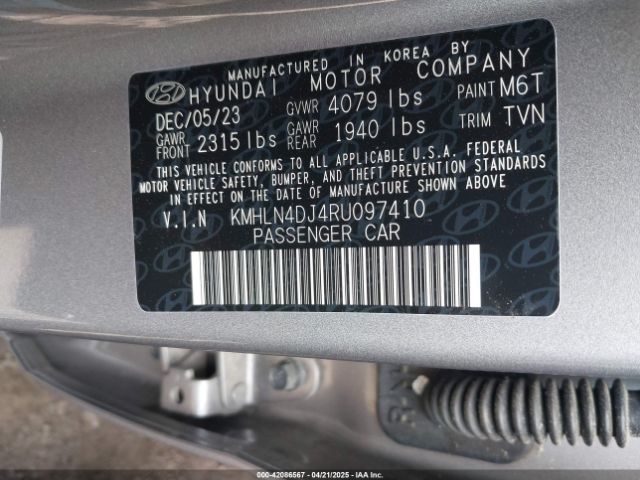 MANUFACTURED IN KOREA BY
HYUNDAI MOTOR COMPANY
DEC/05/23 GVWR 4079 lbs PAINT M6T
GAWR FRONT 2315 lbs GAWR REAR 1940 lbs TRIM TVN
THIS VEHICLE CONFORMS TO ALL APPLICABLE U.S.A. FEDERAL
MOTOR VEHICLE SAFETY, BUMPER, AND THEFT PREVENTION STANDARDS
IN EFFECT ON THE DATE OF MANUFACTURE SHOWN ABOVE.
V.I.N KMHLN4DJ4RU097410
PASSENGER CAR
000-42086567 - 04/21/2025 - IAAI.COM